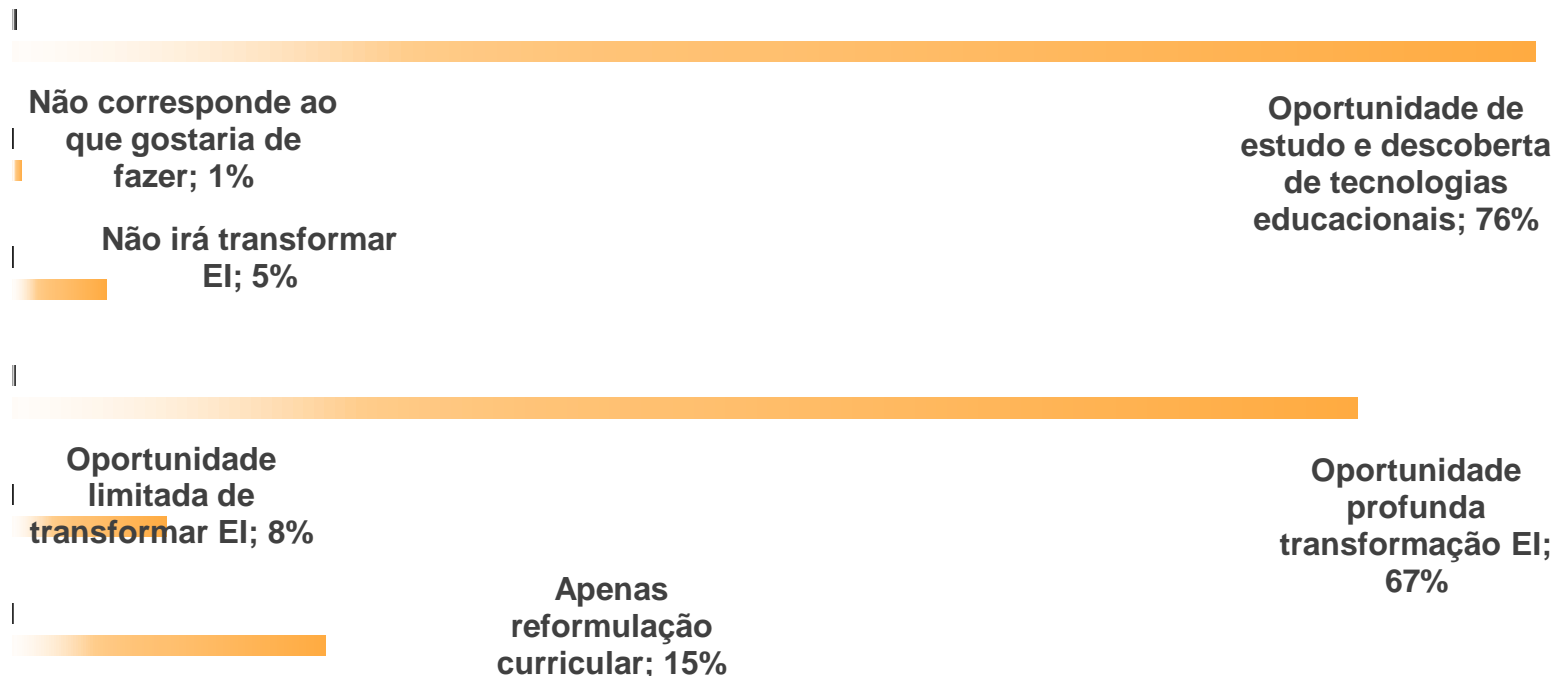 Não corresponde ao
que gostaria de
fazer; 1%
Oportunidade de
estudo e descoberta
de tecnologias
educacionais; 76%
Não irá transformar
EI; 5%
Oportunidade
limitada de
transformar EI; 8%
Oportunidade
profunda
transformação EI;
67%
Apenas
reformulação
curricular; 15%